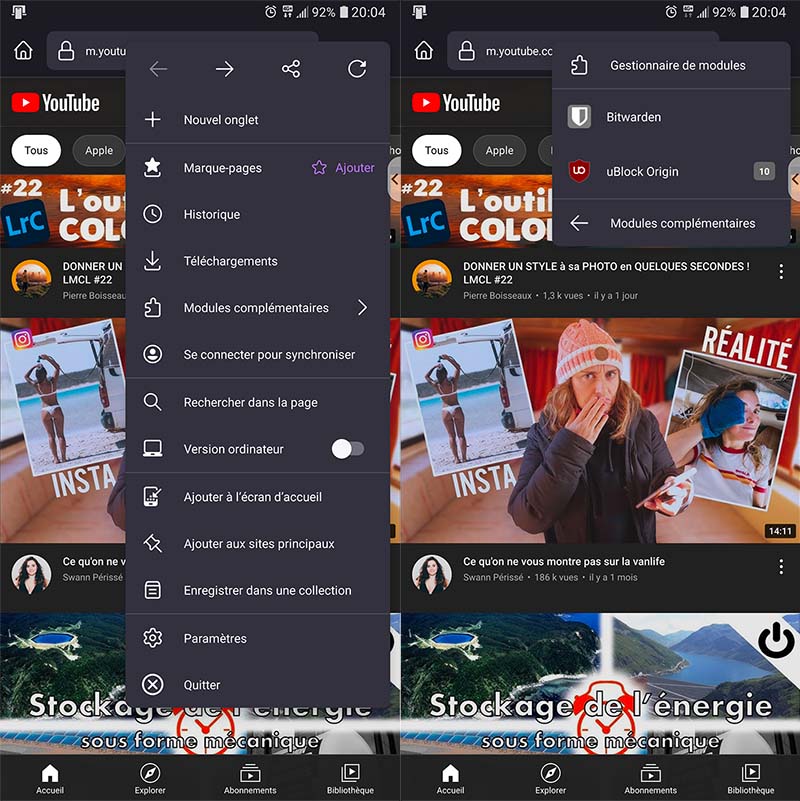 92% 20:04
m.youtu
YouTube
Nouvel onglet
Tous
Apple
Marque-pages
Ajouter
#22
LrC
L'outil
COLO
Historique
Téléchargements
DONNER UN
LMCL #22
Pierre Boisseau
Modules complémentaires
Se connecter pour synchroniser
Rechercher dans la page
Version ordinateur
INSTA
Ajouter à l'écran d'accueil
Ajouter aux sites principaux
Ce qu'on ne v
Swann Périssé
Enregistrer dans une collection
Paramètres
Quitter
Stockage de l'énergie
sous forme mécanique
Accueil
Explorer
Abonnements
Bibliothèque
92% 20:04
m.youtube.cc
Gestionnaire de modules
YouTube
Bitwarden
Tous
Apple
uBlock Origin
10
#22
LrC
L'outil
COLO
Modules complémentaires
DONNER UN STYLE à sa PHOTO en QUELQUES SECONDES !
LMCL #22
Pierre Boisseaux • 1,3 k vues • il y a 1 jour
RÉALITÉ
INSTA
14:11
Ce qu'on ne vous montre pas sur la vanlife
Swann Périssé • 186 k vues • il y a 1 mois
Stockage de l'énergie
sous forme mécanique
Accueil
Explorer
Abonnements
Bibliothèque